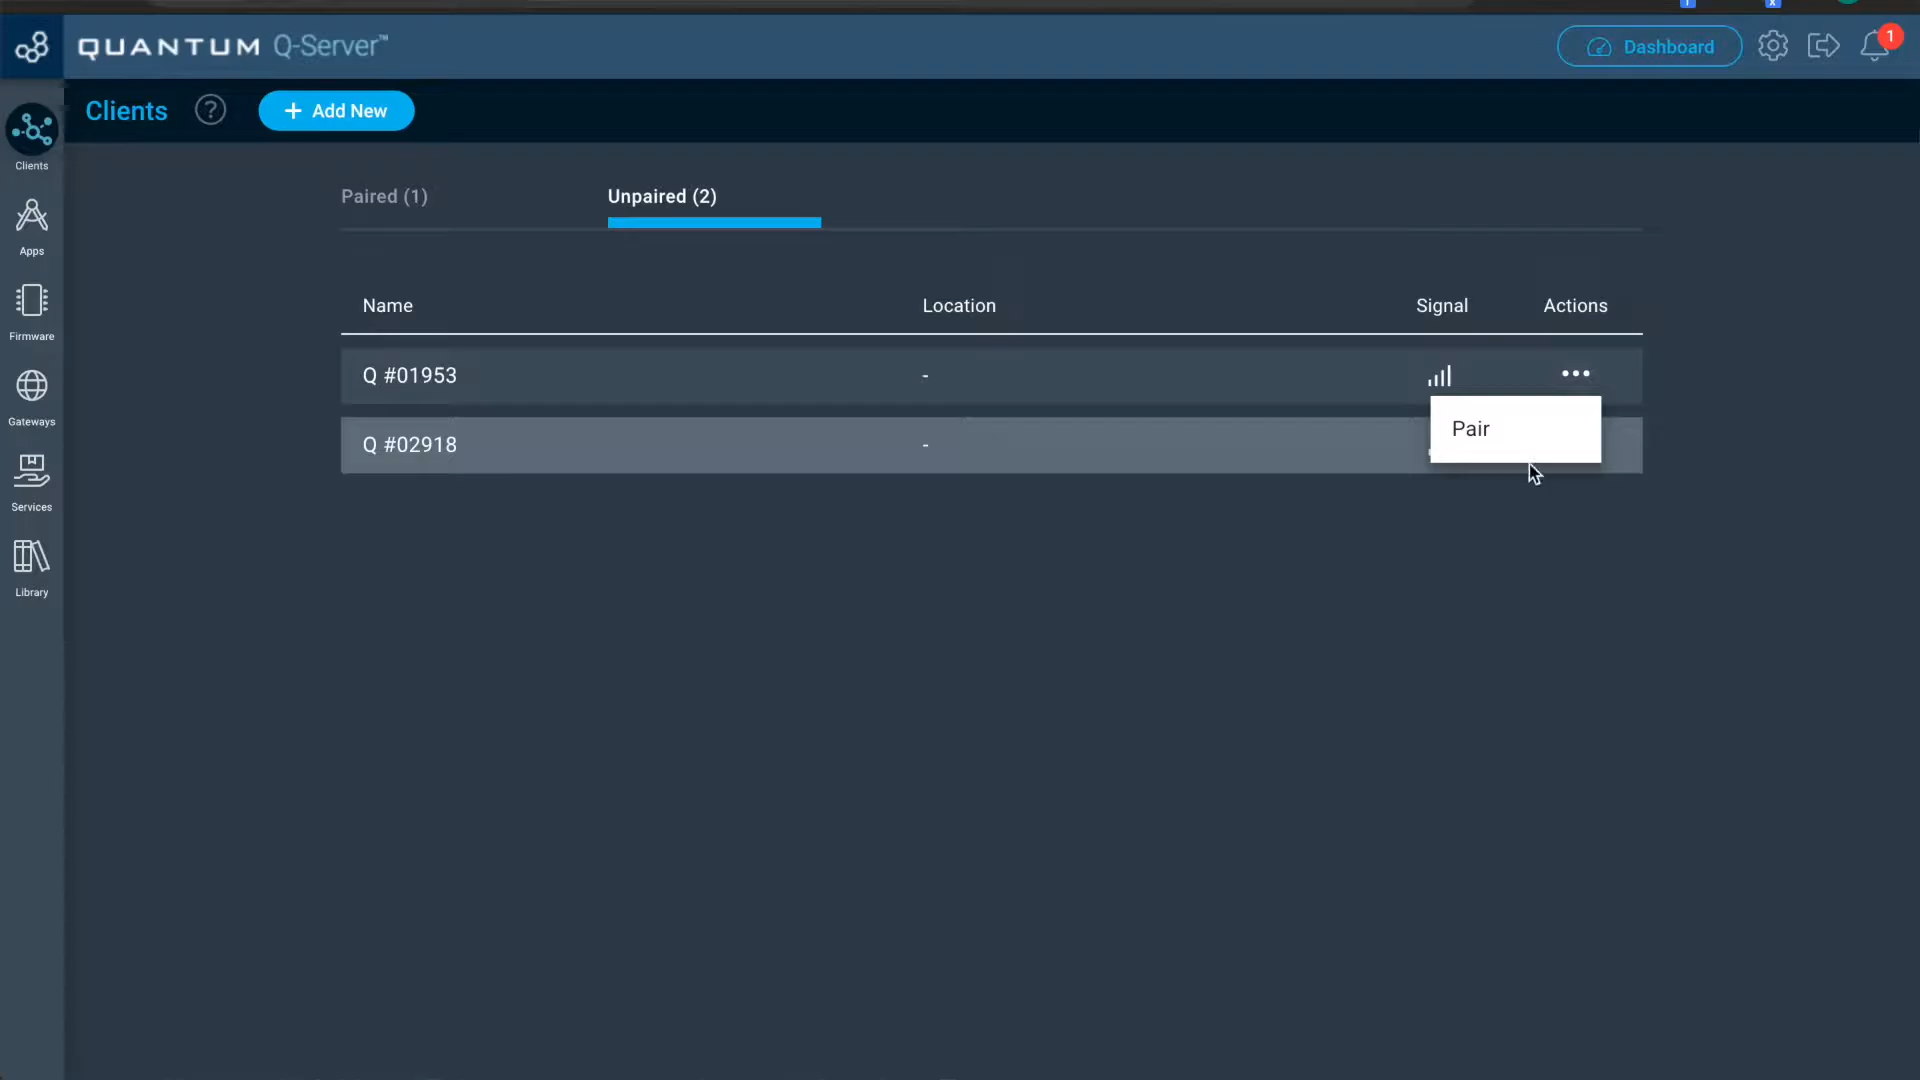 QUANTUM Q-Server™
Dashboard
1
Clients
?
+ Add New
Clients
Apps
Firmware
Gateways
Services
Library
Paired (1)
Unpaired (2)
Name Location Signal Actions
Q #01953 - •••
Pair
Q #02918 -